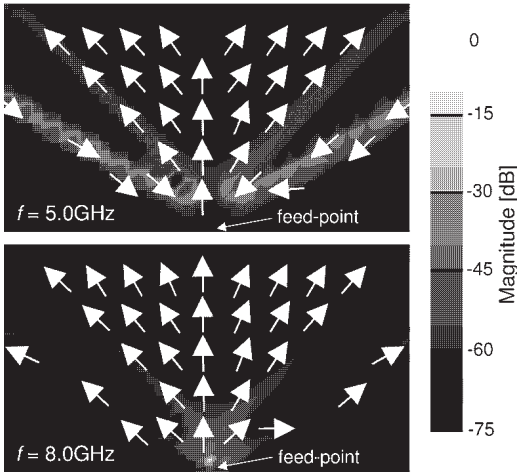 f = 5.0GHz
feed-point
f = 8.0GHz
feed-point
0
-15
-30
-45
-60
-75
Magnitude [dB]